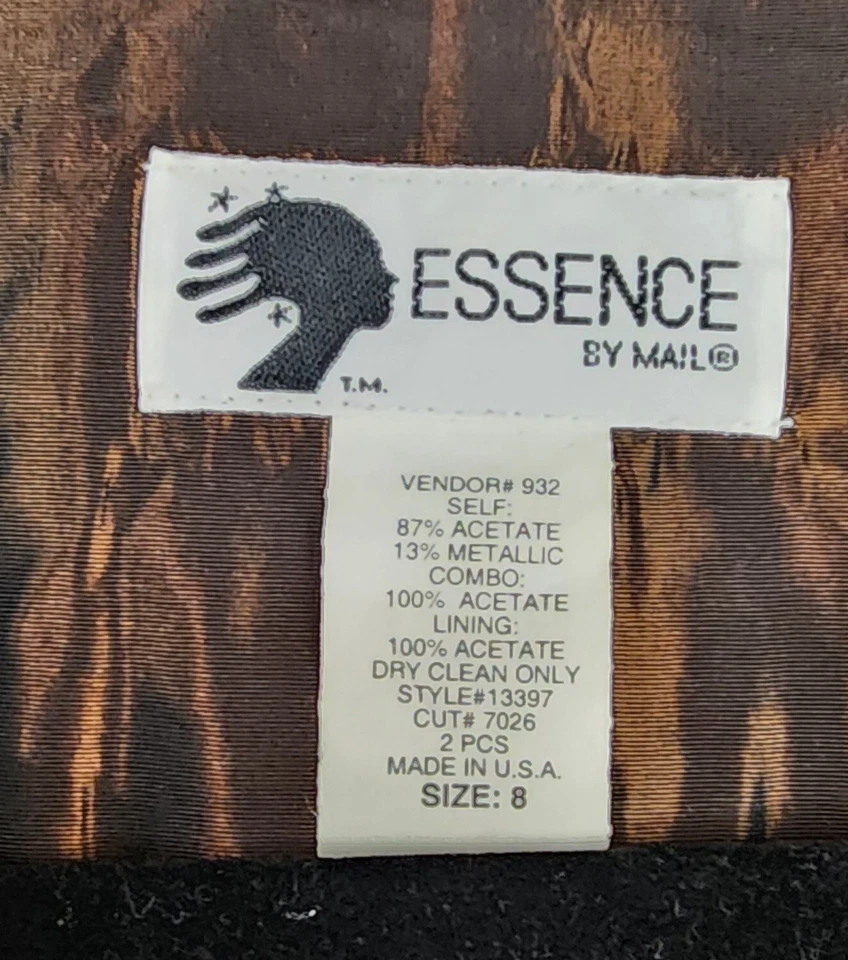 ESSENCE
BY MAIL®
T.M.
VENDOR# 932
SELF:
87% ACETATE
13% METALLIC
COMBO:
100% ACETATE
LINING:
100% ACETATE
DRY CLEAN ONLY
STYLE#13397
CUT# 7026
2 PCS
MADE IN U.S.A.
SIZE: 8